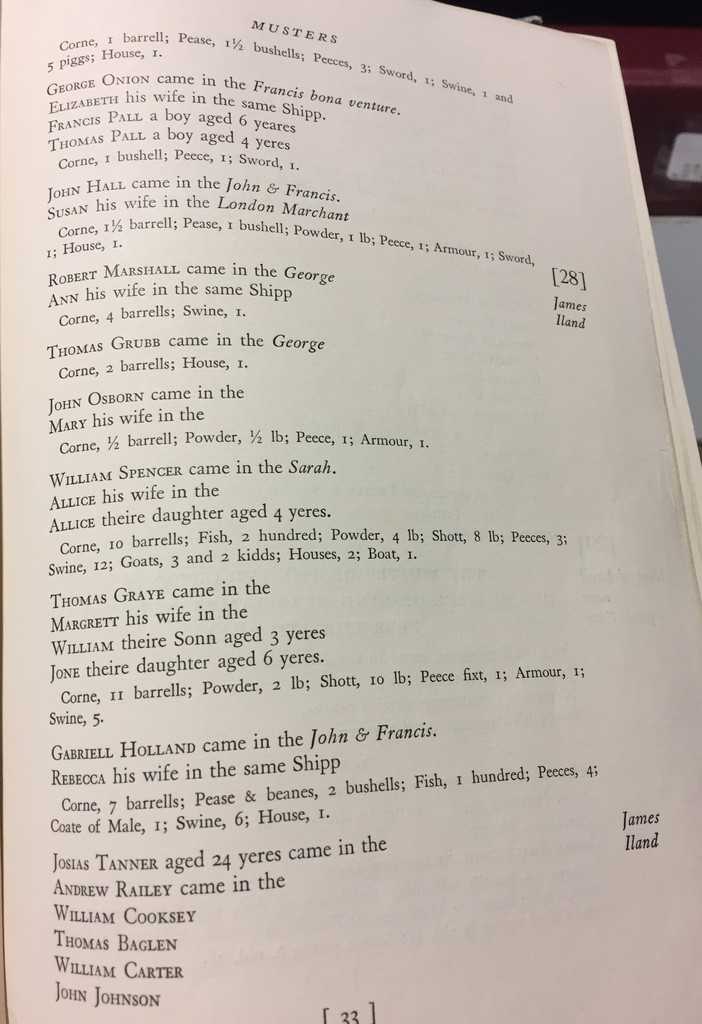 MUSTERS
Corne, 1 barrell; Pease, 1½ bushells; Peeces, 3; Sword, 1; Swine, 1 and
5 piggs; House, 1.
GEORGE ONION came in the Francis bona venture.
ELIZABETH his wife in the same Shipp.
FRANCIS PALL a boy aged 6 yeares
THOMAS PALL a boy aged 4 yeres
Corne, 1 bushell; Peece, 1; Sword, 1.
JOHN HALL came in the John & Francis.
SUSAN his wife in the London Marchant
Corne, 1½ barrell; Pease, 1 bushell; Powder, 1 lb; Peece, 1; Armour, 1; Sword,
1; House, 1.
[28]
ROBERT MARSHALL came in the George
James
ANN his wife in the same Shipp
Iland
Corne, 4 barrells; Swine, 1.
THOMAS GRUBB came in the George
Corne, 2 barrells; House, 1.
JOHN OSBORN came in the
MARY his wife in the
Corne, ½ barrell; Powder, ½ lb; Peece, 1; Armour, 1.
WILLIAM SPENCER came in the Sarah.
ALLICE his wife in the
ALLICE theire daughter aged 4 yeres.
Corne, 10 barrells; Fish, 2 hundred; Powder, 4 lb; Shott, 8 lb; Peeces, 3;
Swine, 12; Goats, 3 and 2 kidds; Houses, 2; Boat, 1.
THOMAS GRAYE came in the
MARGRETT his wife in the
WILLIAM theire Sonn aged 3 yeres
JONE theire daughter aged 6 yeres.
Corne, 11 barrells; Powder, 2 lb; Shott, 10 lb; Peece fixt, 1; Armour, 1;
Swine, 5.
GABRIELL HOLLAND came in the John & Francis.
REBECCA his wife in the same Shipp
Corne, 7 barrells; Pease & beanes, 2 bushells; Fish, 1 hundred; Peeces, 4;
Coate of Male, 1; Swine, 6; House, 1.
James
Iland
JOSIAS TANNER aged 24 yeres came in the
ANDREW RAILEY came in the
WILLIAM COOKSEY
THOMAS BAGLEN
WILLIAM CARTER
JOHN JOHNSON
[ 33 ]